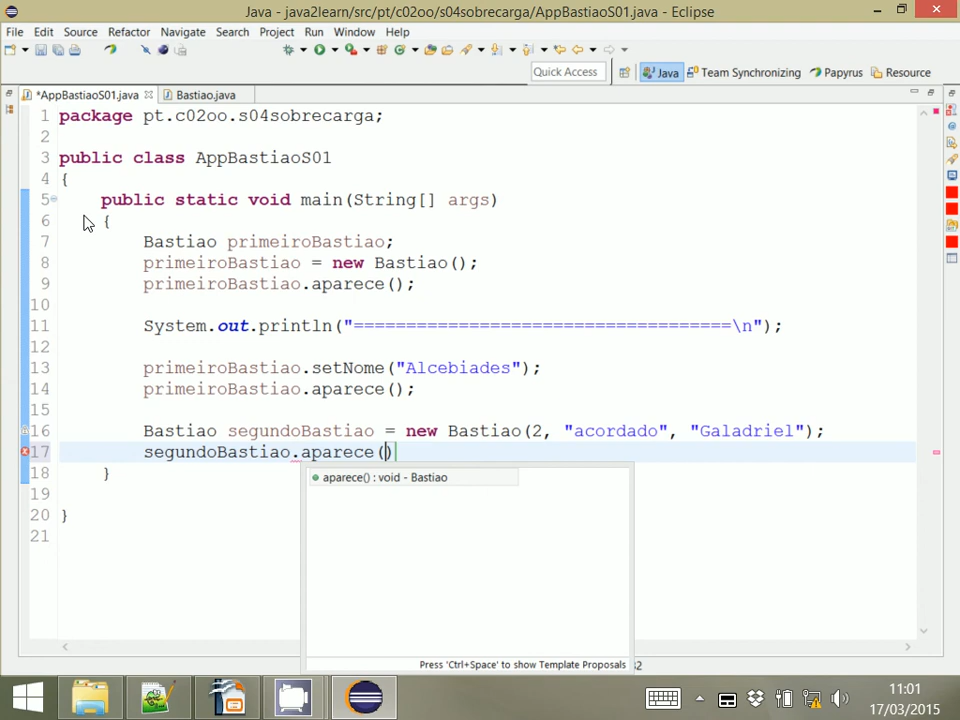 Java - java2learn/src/pt/c02oo/s04sobrecarga/AppBastiaoS01.java - Eclipse
File Edit Source Refactor Navigate Search Project Run Window Help
Quick Access Java Team Synchronizing Papyrus Resource
*AppBastiaoS01.java Bastiao.java
1 package pt.c02oo.s04sobrecarga;
2
3 public class AppBastiaoS01
4 {
5 public static void main(String[] args)
6 {
7 Bastiao primeiroBastiao;
8 primeiroBastiao = new Bastiao();
9 primeiroBastiao.aparece();
10
11 System.out.println("====================================\n");
12
13 primeiroBastiao.setNome("Alcebiades");
14 primeiroBastiao.aparece();
15
16 Bastiao segundoBastiao = new Bastiao(2, "acordado", "Galadriel");
17 segundoBastiao.aparece()
18 }
19
20 }
21
aparece() : void - Bastiao
Press 'Ctrl+Space' to show Template Proposals
32
11:01
17/03/2015